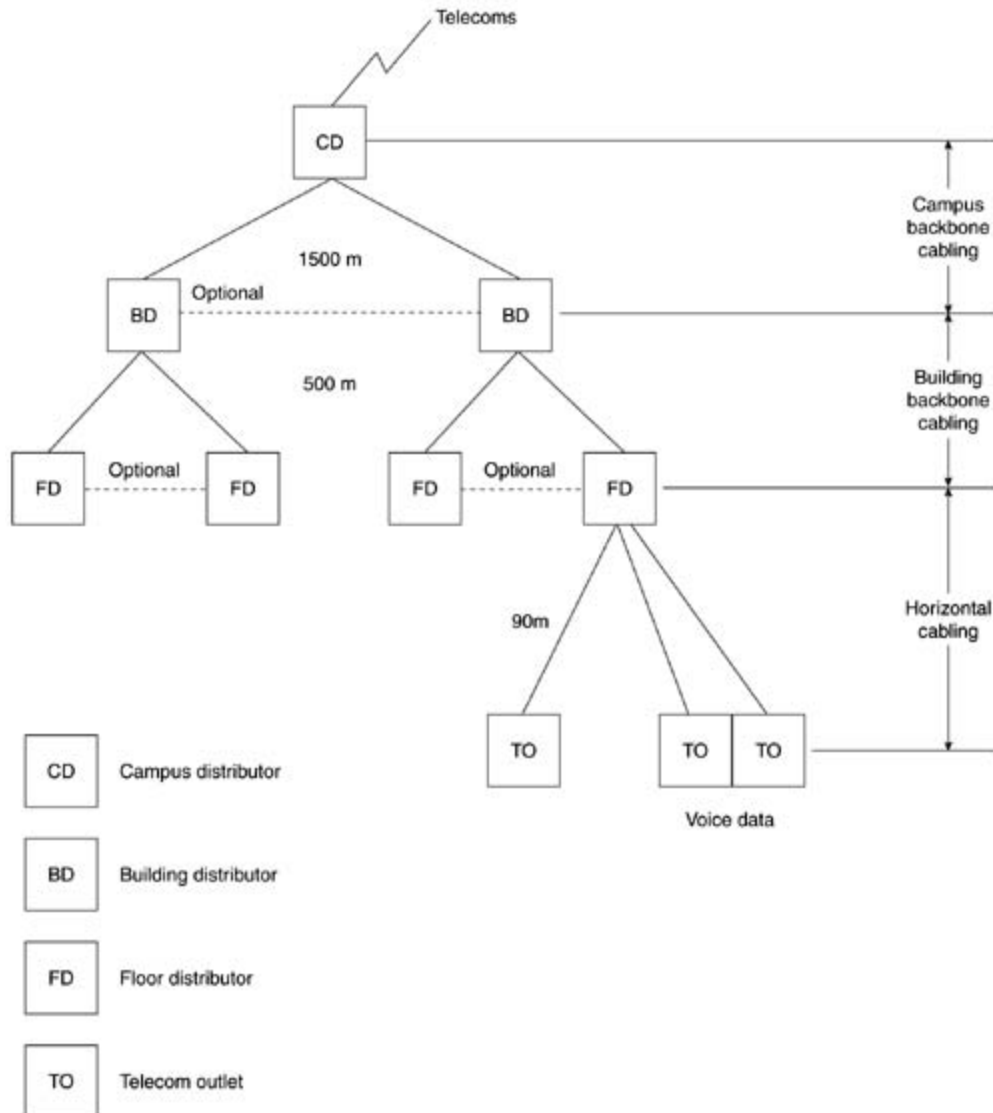 Telecoms
CD
Campus
backbone
cabling
1500 m
Optional
BD
BD
500 m
Building
backbone
cabling
Optional
Optional
FD
FD
FD
FD
90m
Horizontal
cabling
TO
TO
TO
Voice data
CD Campus distributor
BD Building distributor
FD Floor distributor
TO Telecom outlet